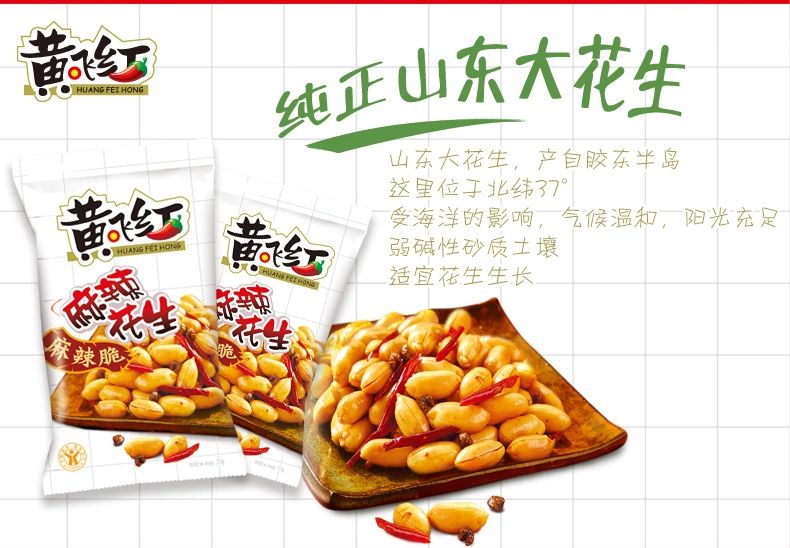 黄飞红
HUANG FEI HONG
纯正山东大花生
山东大花生，产自胶东半岛
这里位于北纬37°
受海洋的影响，气候温和，阳光充足
弱碱性砂质土壤
适宜花生生长
黄飞红
HUANG FEI HONG
麻辣花生
麻辣脆
黄飞红
HUANG FEI HONG
麻辣花生
脆